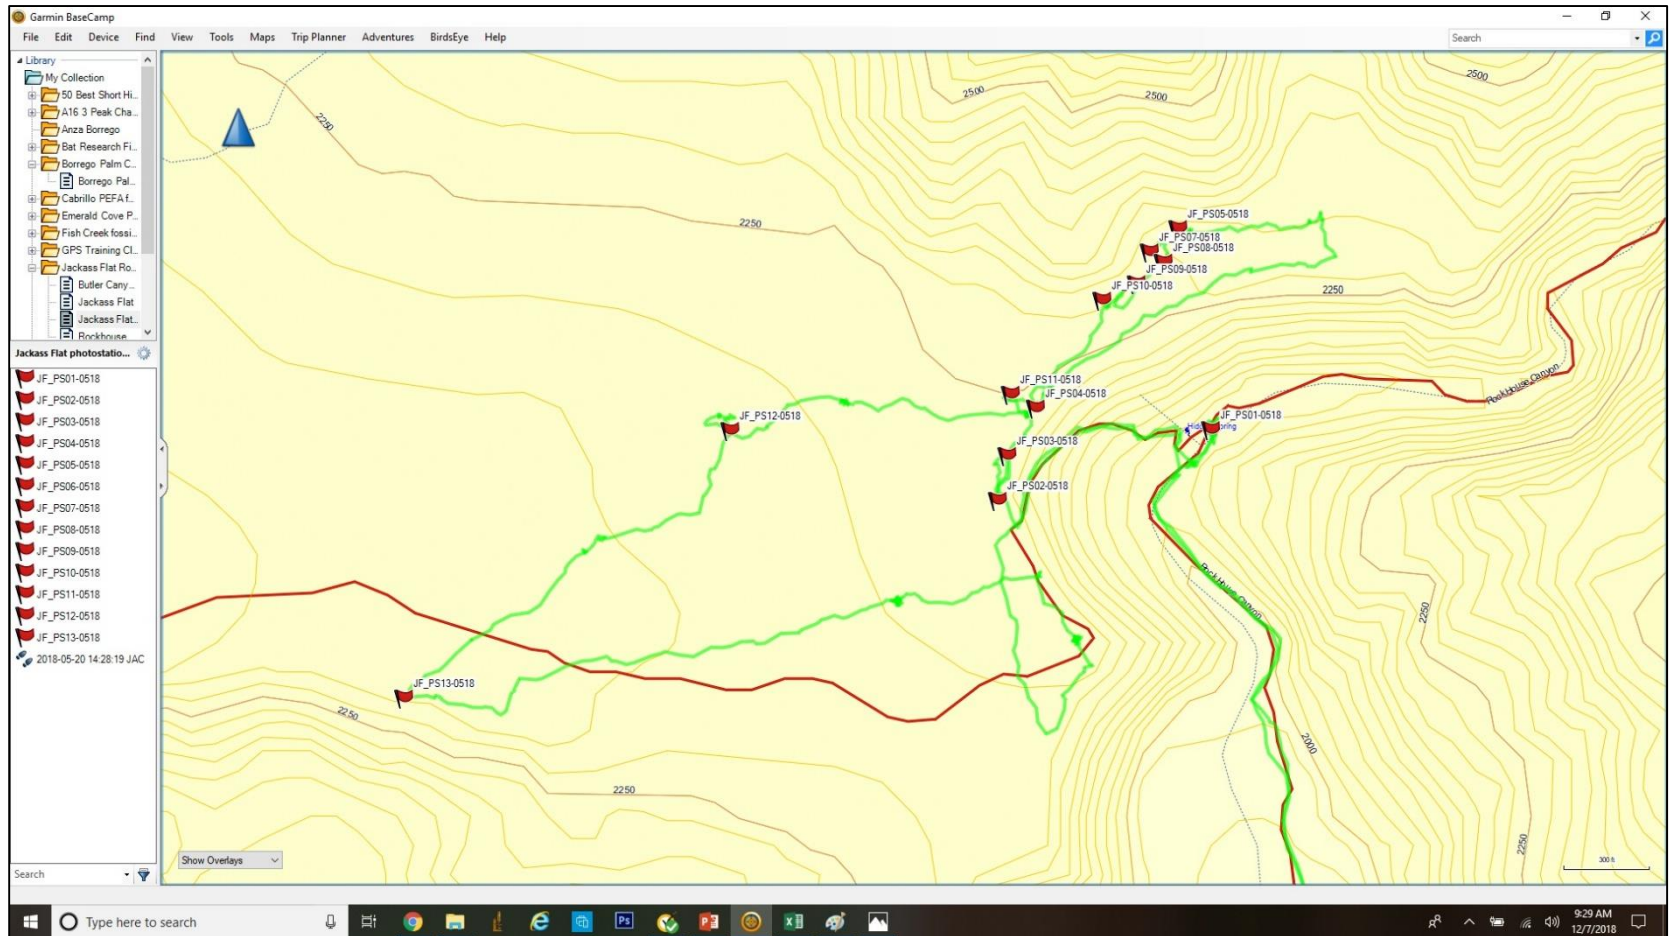 Garmin BaseCamp
File Edit Device Find View Tools Maps Trip Planner Adventures BirdsEye Help
Search
Library
My Collection
50 Best Short Hi...
A16 3 Peak Cha...
Anza Borrego
Bat Research Fi...
Borrego Palm C...
Borrego Pal...
Cabrillo PEFA f...
Emerald Cove P...
Fish Creek fossi...
GPS Training Cl...
Jackass Flat Ro...
Butler Cany...
Jackass Flat
Jackass Flat...
Rockhouse
Jackass Flat photostatio...
JF_PS01-0518
JF_PS02-0518
JF_PS03-0518
JF_PS04-0518
JF_PS05-0518
JF_PS06-0518
JF_PS07-0518
JF_PS08-0518
JF_PS09-0518
JF_PS10-0518
JF_PS11-0518
JF_PS12-0518
JF_PS13-0518
2018-05-20 14:28:19 JAC
Search
2500
2500
2500
2250
2250
JF_PS05-0518
JF_PS07-0518
JF_PS08-0518
JF_PS09-0518
JF_PS10-0518
2250
JF_PS11-0518
JF_PS04-0518
RockHouse Canyon
JF_PS12-0518
JF_PS01-0518
JF_PS03-0518
JF_PS02-0518
RockHouse Canyon
2250
JF_PS13-0518
2250
2000
2250
2250
Show Overlays
300 ft
Type here to search
Ps
9:29 AM
12/7/2018